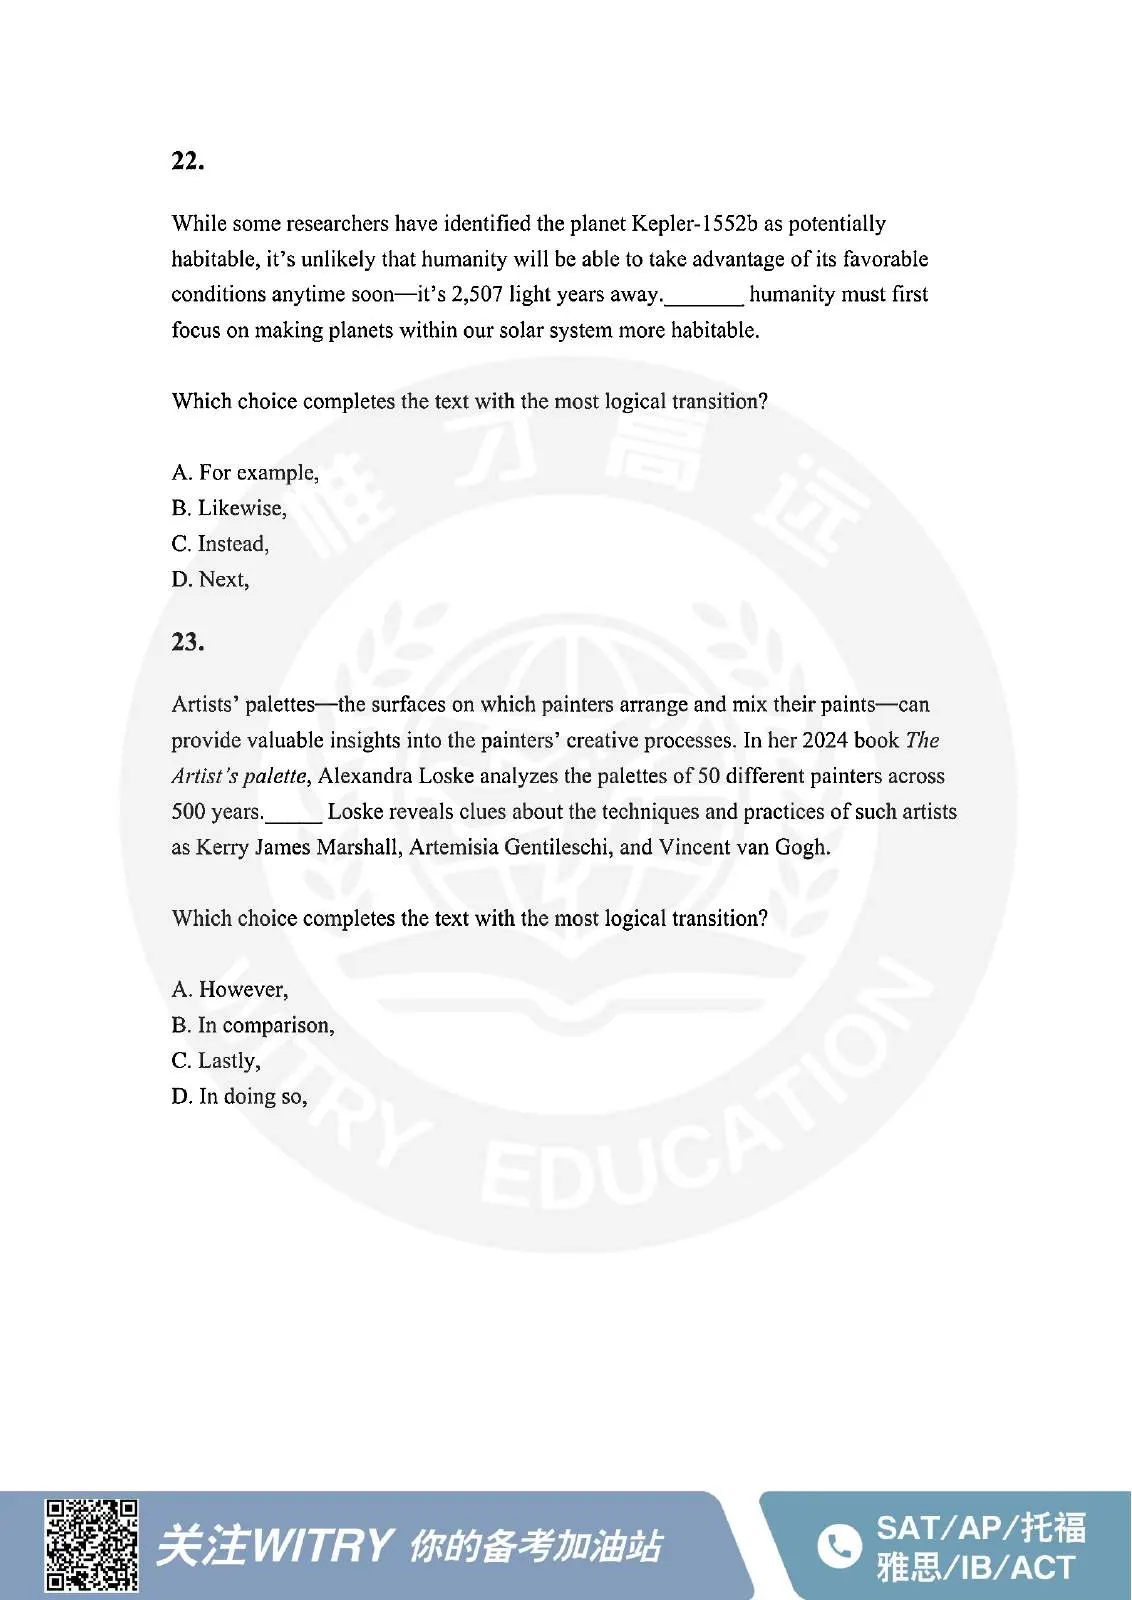 22.
While some researchers have identified the planet Kepler-1552b as potentially
habitable, it's unlikely that humanity will be able to take advantage of its favorable
conditions anytime soon—it's 2,507 light years away._______ humanity must first
focus on making planets within our solar system more habitable.
Which choice completes the text with the most logical transition?
A. For example,
B. Likewise,
C. Instead,
D. Next,
23.
Artists' palettes—the surfaces on which painters arrange and mix their paints—can
provide valuable insights into the painters' creative processes. In her 2024 book The
Artist's palette, Alexandra Loske analyzes the palettes of 50 different painters across
500 years._____ Loske reveals clues about the techniques and practices of such artists
as Kerry James Marshall, Artemisia Gentileschi, and Vincent van Gogh.
Which choice completes the text with the most logical transition?
A. However,
B. In comparison,
C. Lastly,
D. In doing so,
惟才高远
WITRY EDUCATION
关注WITRY 你的备考加油站
SAT/AP/托福
雅思/IB/ACT